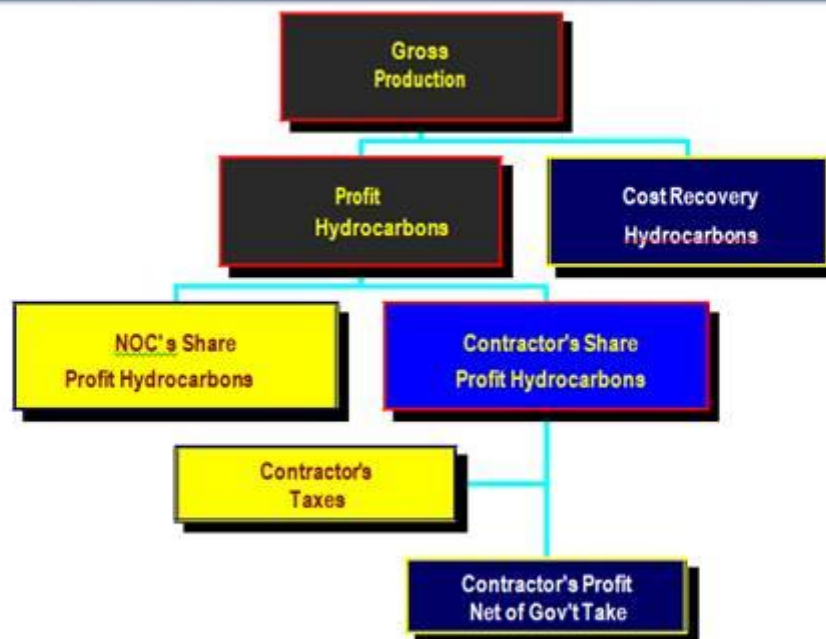 Gross
Production
Profit
Hydrocarbons
Cost Recovery
Hydrocarbons
NOC's Share
Profit Hydrocarbons
Contractor's Share
Profit Hydrocarbons
Contractor's
Taxes
Contractor's Profit
Net of Gov't Take